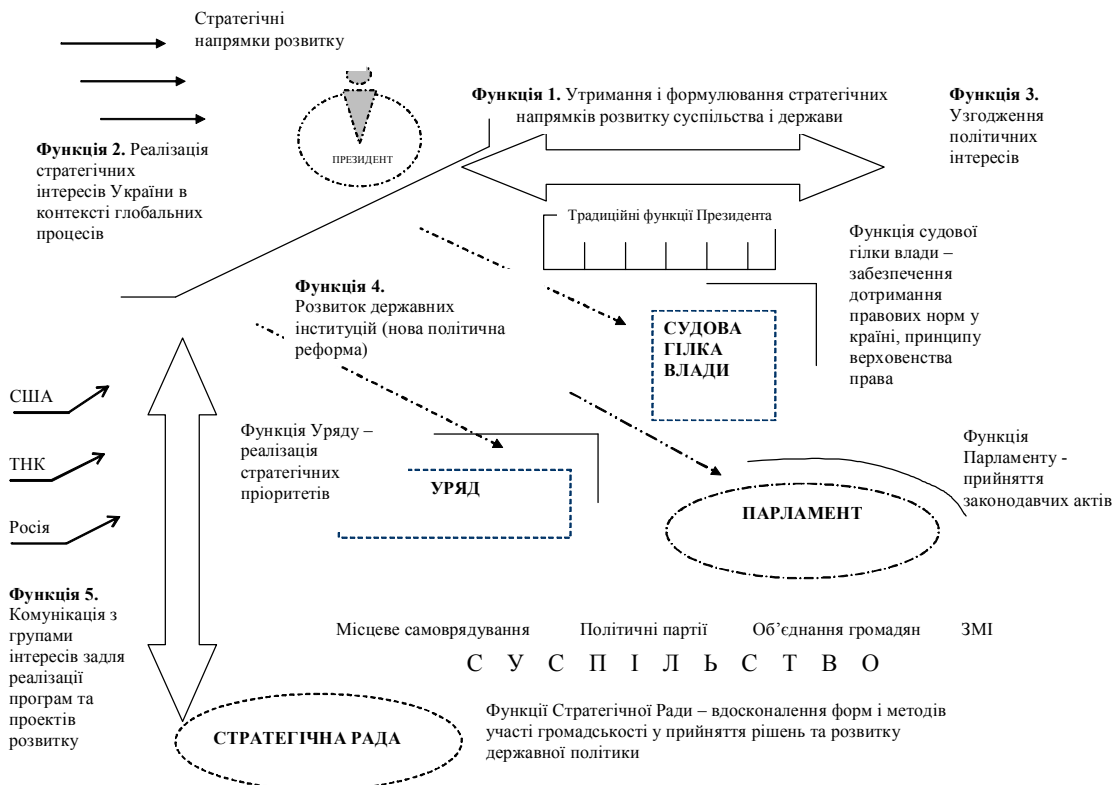 Стратегічні
напрямки розвитку
Функція 1. Утримання і формулювання стратегічних
напрямків розвитку суспільства і держави
Функція 3.
Узгодження
політичних
інтересів
Функція 2. Реалізація
стратегічних
інтересів України в
контексті глобальних
процесів
ПРЕЗИДЕНТ
Традиційні функції Президента
Функція судової
гілки влади –
забезпечення
дотримання
правових норм у
країні, принципу
верховенства
права
Функція 4.
Розвиток державних
інституцій (нова політична
реформа)
СУДОВА
ГІЛКА
ВЛАДИ
США
ТНК
Росія
Функція Уряду –
реалізація
стратегічних
пріоритетів
УРЯД
Функція
Парламенту -
прийняття
законодавчих актів
ПАРЛАМЕНТ
Функція 5.
Комунікація з
групами
інтересів задля
реалізації
програм та
проектів
розвитку
Місцеве самоврядування Політичні партії Об’єднання громадян ЗМІ
С У С П І Л Ь С Т В О
СТРАТЕГІЧНА РАДА
Функції Стратегічної Ради – вдосконалення форм і методів
участі громадськості у прийняття рішень та розвитку
державної політики